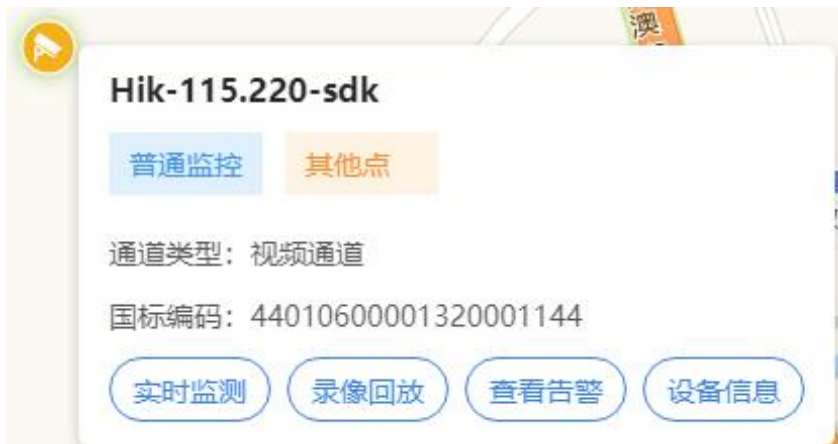 澳
Hik-115.220-sdk
普通监控 其他点
通道类型：视频通道
国标编码：44010600001320001144
实时监测 录像回放 查看告警 设备信息